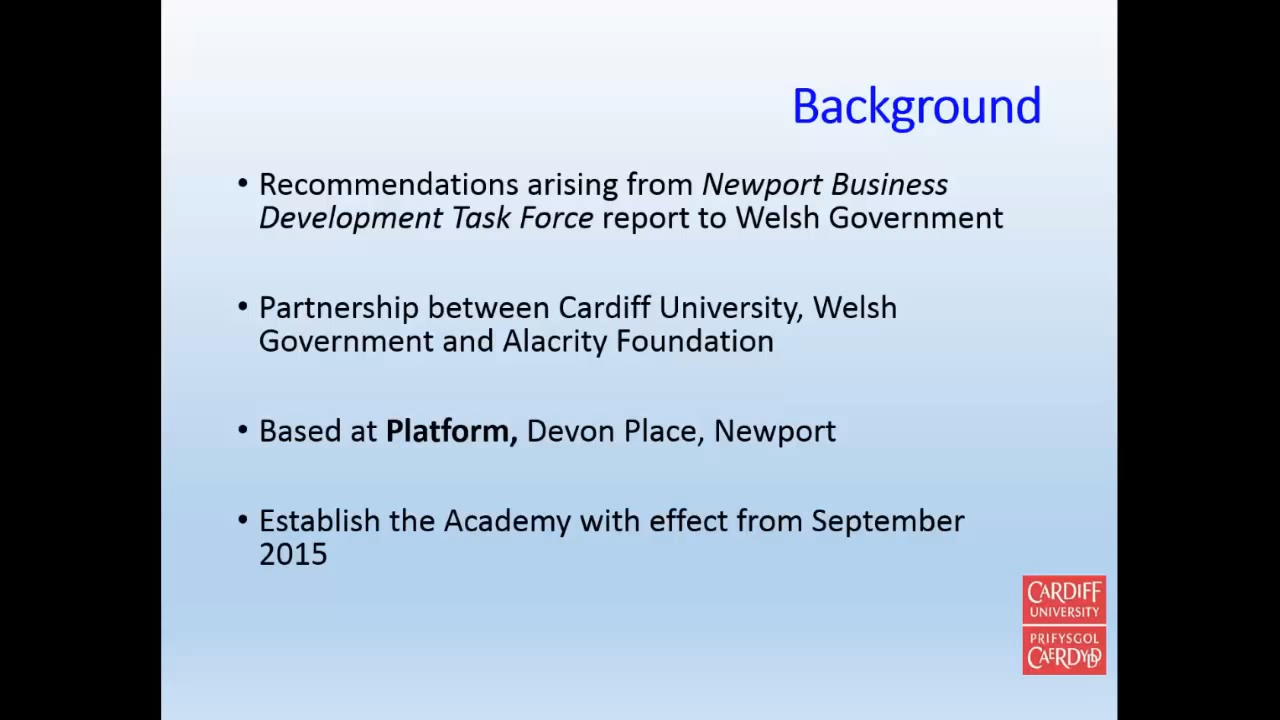 Background
• Recommendations arising from Newport Business
Development Task Force report to Welsh Government
• Partnership between Cardiff University, Welsh
Government and Alacrity Foundation
• Based at Platform, Devon Place, Newport
• Establish the Academy with effect from September
2015
CARDIFF
UNIVERSITY
PRIFYSGOL
CAERDYDD